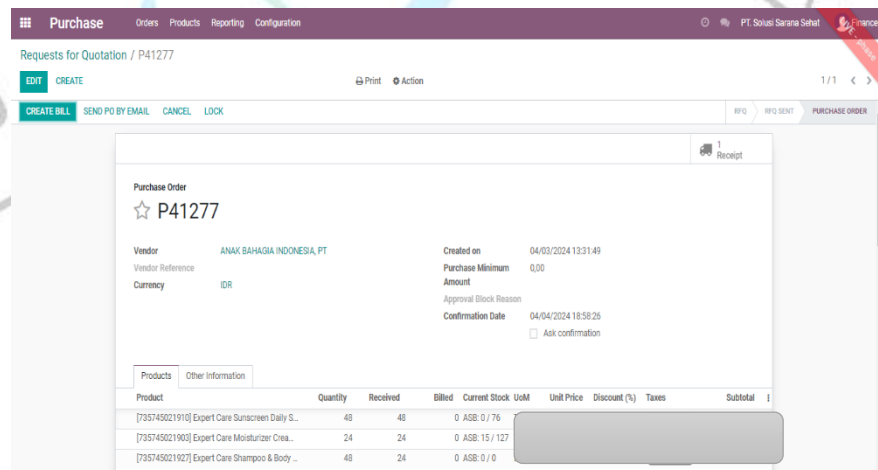 Purchase Orders Products Reporting Configuration PT. Solusi Sarana Sehat Finance
Requests for Quotation / P41277
EDIT CREATE Print Action 1 / 1
CREATE BILL SEND PO BY EMAIL CANCEL LOCK RFQ RFQ SENT PURCHASE ORDER
1
Receipt
Purchase Order
P41277
Vendor ANAK BAHAGIA INDONESIA, PT Created on 04/03/2024 13:31:49
Vendor Reference Purchase Minimum 0,00
Currency IDR Amount
Approval Block Reason
Confirmation Date 04/04/2024 18:58:26
Ask confirmation
Products Other Information
Product Quantity Received Billed Current Stock UoM Unit Price Discount (%) Taxes Subtotal
[735745021910] Expert Care Sunscreen Daily S... 48 48 0 ASB: 0 / 76
[735745021903] Expert Care Moisturizer Crea... 24 24 0 ASB: 15 / 127
[735745021927] Expert Care Shampoo & Body ... 48 24 0 ASB: 0 / 0